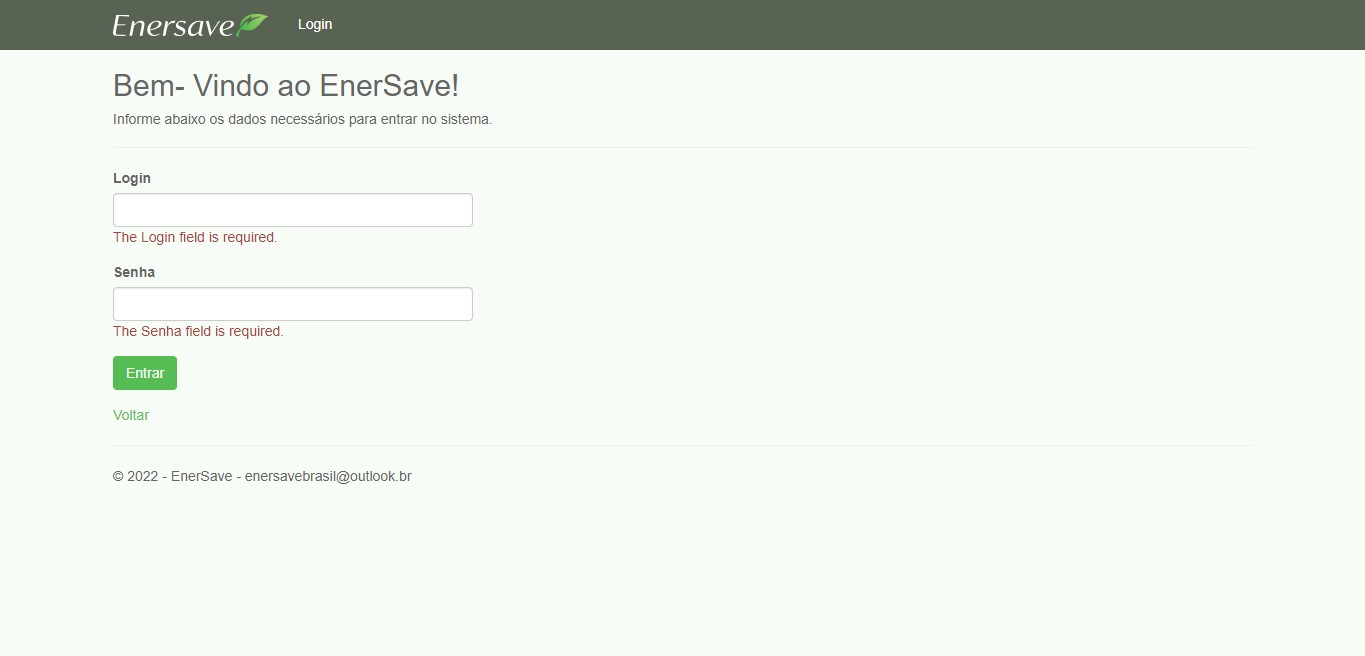 Enersave
Login
Bem- Vindo ao EnerSave!
Informe abaixo os dados necessários para entrar no sistema.
Login
The Login field is required.
Senha
The Senha field is required.
Entrar
Voltar
© 2022 - EnerSave - enersavebrasil@outlook.br